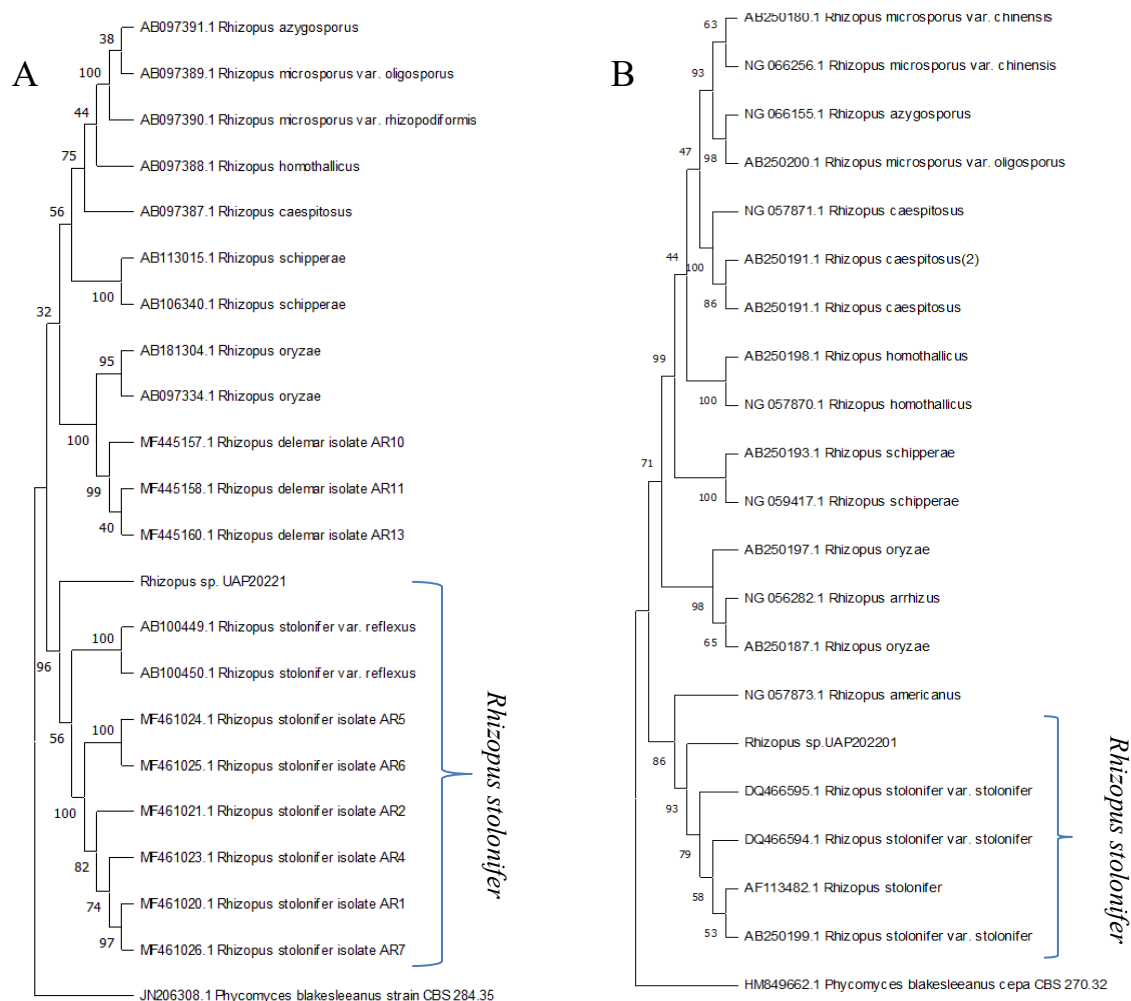 A
AB097391.1 Rhizopus azygosporus
38
AB097389.1 Rhizopus microsporus var. oligosporus
100
AB097390.1 Rhizopus microsporus var. rhizopodiformis
44
AB097388.1 Rhizopus homothallicus
75
AB097387.1 Rhizopus caespitosus
56
AB113015.1 Rhizopus schipperae
100
AB106340.1 Rhizopus schipperae
32
AB181304.1 Rhizopus oryzae
95
AB097334.1 Rhizopus oryzae
100
MF445157.1 Rhizopus delemar isolate AR10
99
MF445158.1 Rhizopus delemar isolate AR11
40
MF445160.1 Rhizopus delemar isolate AR13
Rhizopus sp. UAP20221
96
AB100449.1 Rhizopus stolonifer var. reflexus
100
AB100450.1 Rhizopus stolonifer var. reflexus
56
MF461024.1 Rhizopus stolonifer isolate AR5
100
MF461025.1 Rhizopus stolonifer isolate AR6
100
MF461021.1 Rhizopus stolonifer isolate AR2
82
MF461023.1 Rhizopus stolonifer isolate AR4
74
MF461020.1 Rhizopus stolonifer isolate AR1
97
MF461026.1 Rhizopus stolonifer isolate AR7
JN206308.1 Phycomyces blakesleeanus strain CBS 284.35
Rhizopus stolonifer
B
AB250180.1 Rhizopus microsporus var. chinensis
63
NG 066256.1 Rhizopus microsporus var. chinensis
93
NG 066155.1 Rhizopus azygosporus
98
AB250200.1 Rhizopus microsporus var. oligosporus
47
NG 057871.1 Rhizopus caespitosus
100
AB250191.1 Rhizopus caespitosus(2)
86
AB250191.1 Rhizopus caespitosus
44
AB250198.1 Rhizopus homothallicus
100
NG 057870.1 Rhizopus homothallicus
99
AB250193.1 Rhizopus schipperae
100
NG 059417.1 Rhizopus schipperae
71
AB250197.1 Rhizopus oryzae
98
NG 056282.1 Rhizopus arrhizus
65
AB250187.1 Rhizopus oryzae
NG 057873.1 Rhizopus americanus
86
Rhizopus sp.UAP202201
93
DQ466595.1 Rhizopus stolonifer var. stolonifer
79
DQ466594.1 Rhizopus stolonifer var. stolonifer
58
AF113482.1 Rhizopus stolonifer
53
AB250199.1 Rhizopus stolonifer var. stolonifer
HM849662.1 Phycomyces blakesleeanus cepa CBS 270.32
Rhizopus stolonifer